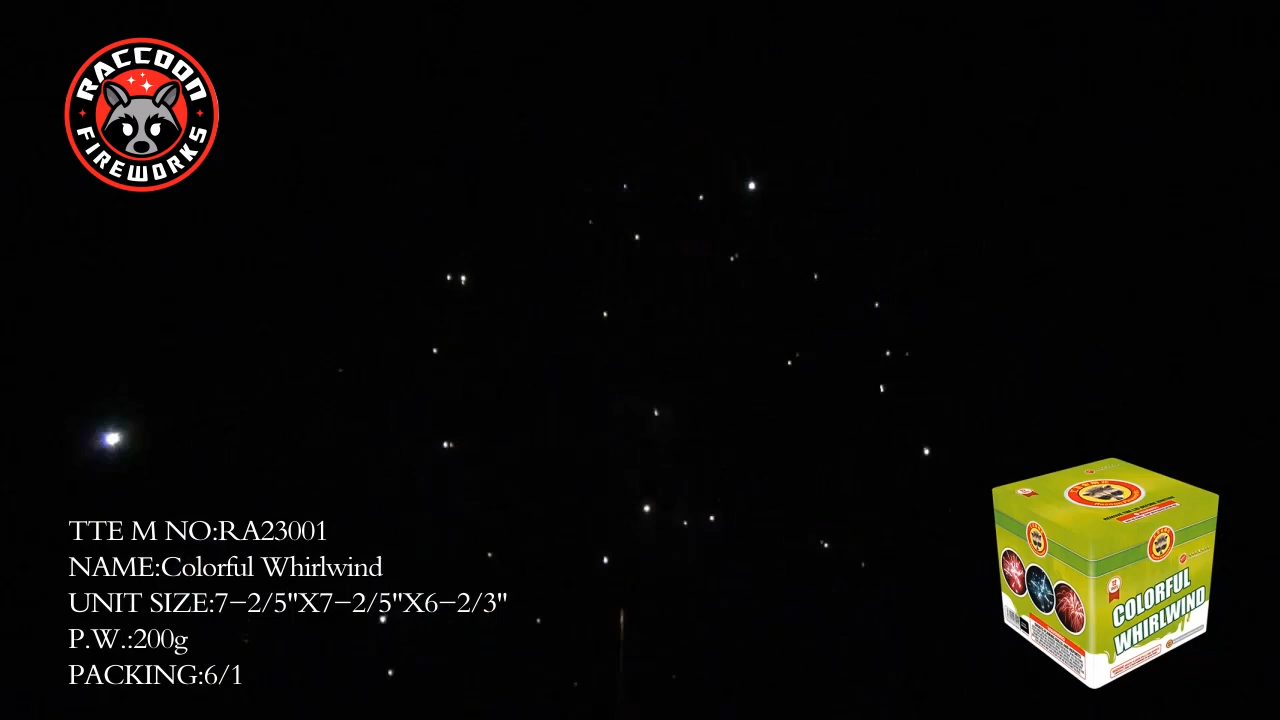 RACCOON
FIREWORKS
TTE M NO:RA23001
NAME:Colorful Whirlwind
UNIT SIZE:7-2/5"X7-2/5"X6-2/3"
P.W.:200g
PACKING:6/1
COLORFUL
WHIRLWIND